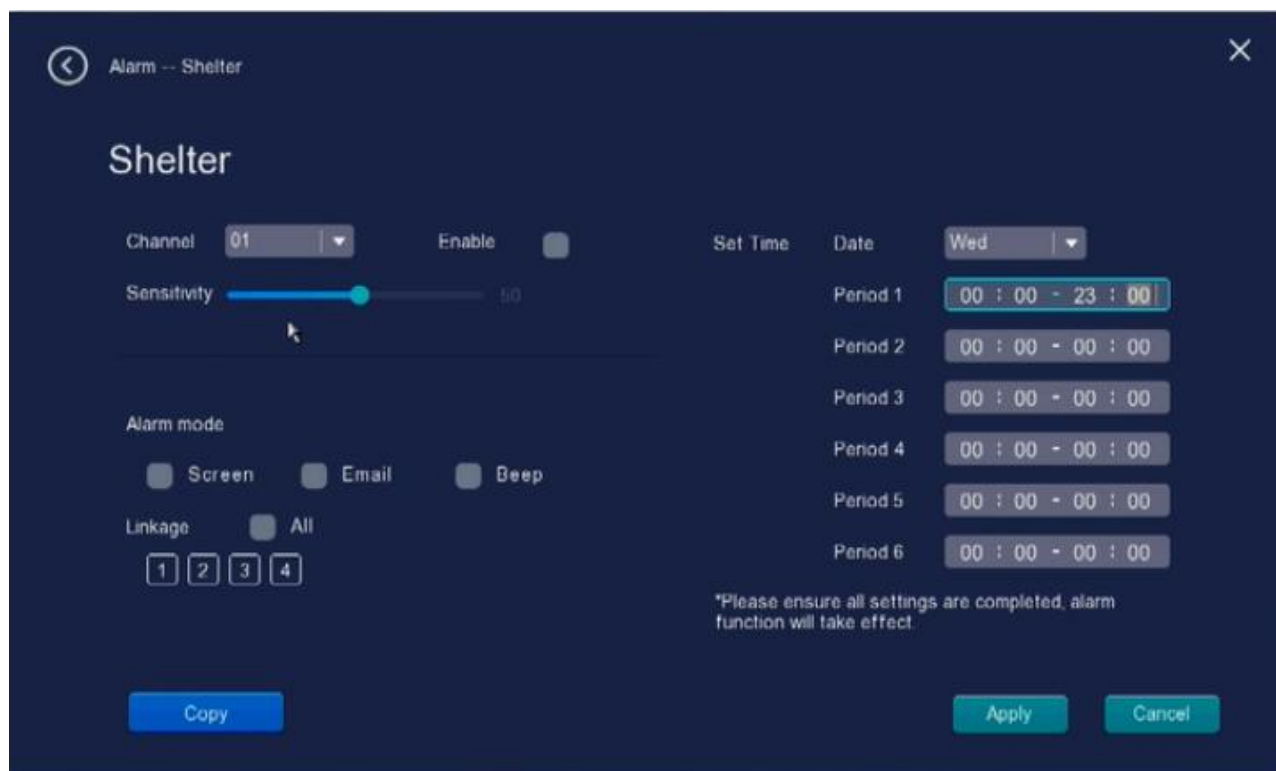 Alarm -- Shelter
Shelter
Channel 01 Enable
Sensitivity 50
Alarm mode
Screen Email Beep
Linkage All
1 2 3 4
Set Time Date Wed
Period 1 00 : 00 - 23 : 00
Period 2 00 : 00 - 00 : 00
Period 3 00 : 00 - 00 : 00
Period 4 00 : 00 - 00 : 00
Period 5 00 : 00 - 00 : 00
Period 6 00 : 00 - 00 : 00
*Please ensure all settings are completed, alarm
function will take effect.
Copy
Apply Cancel